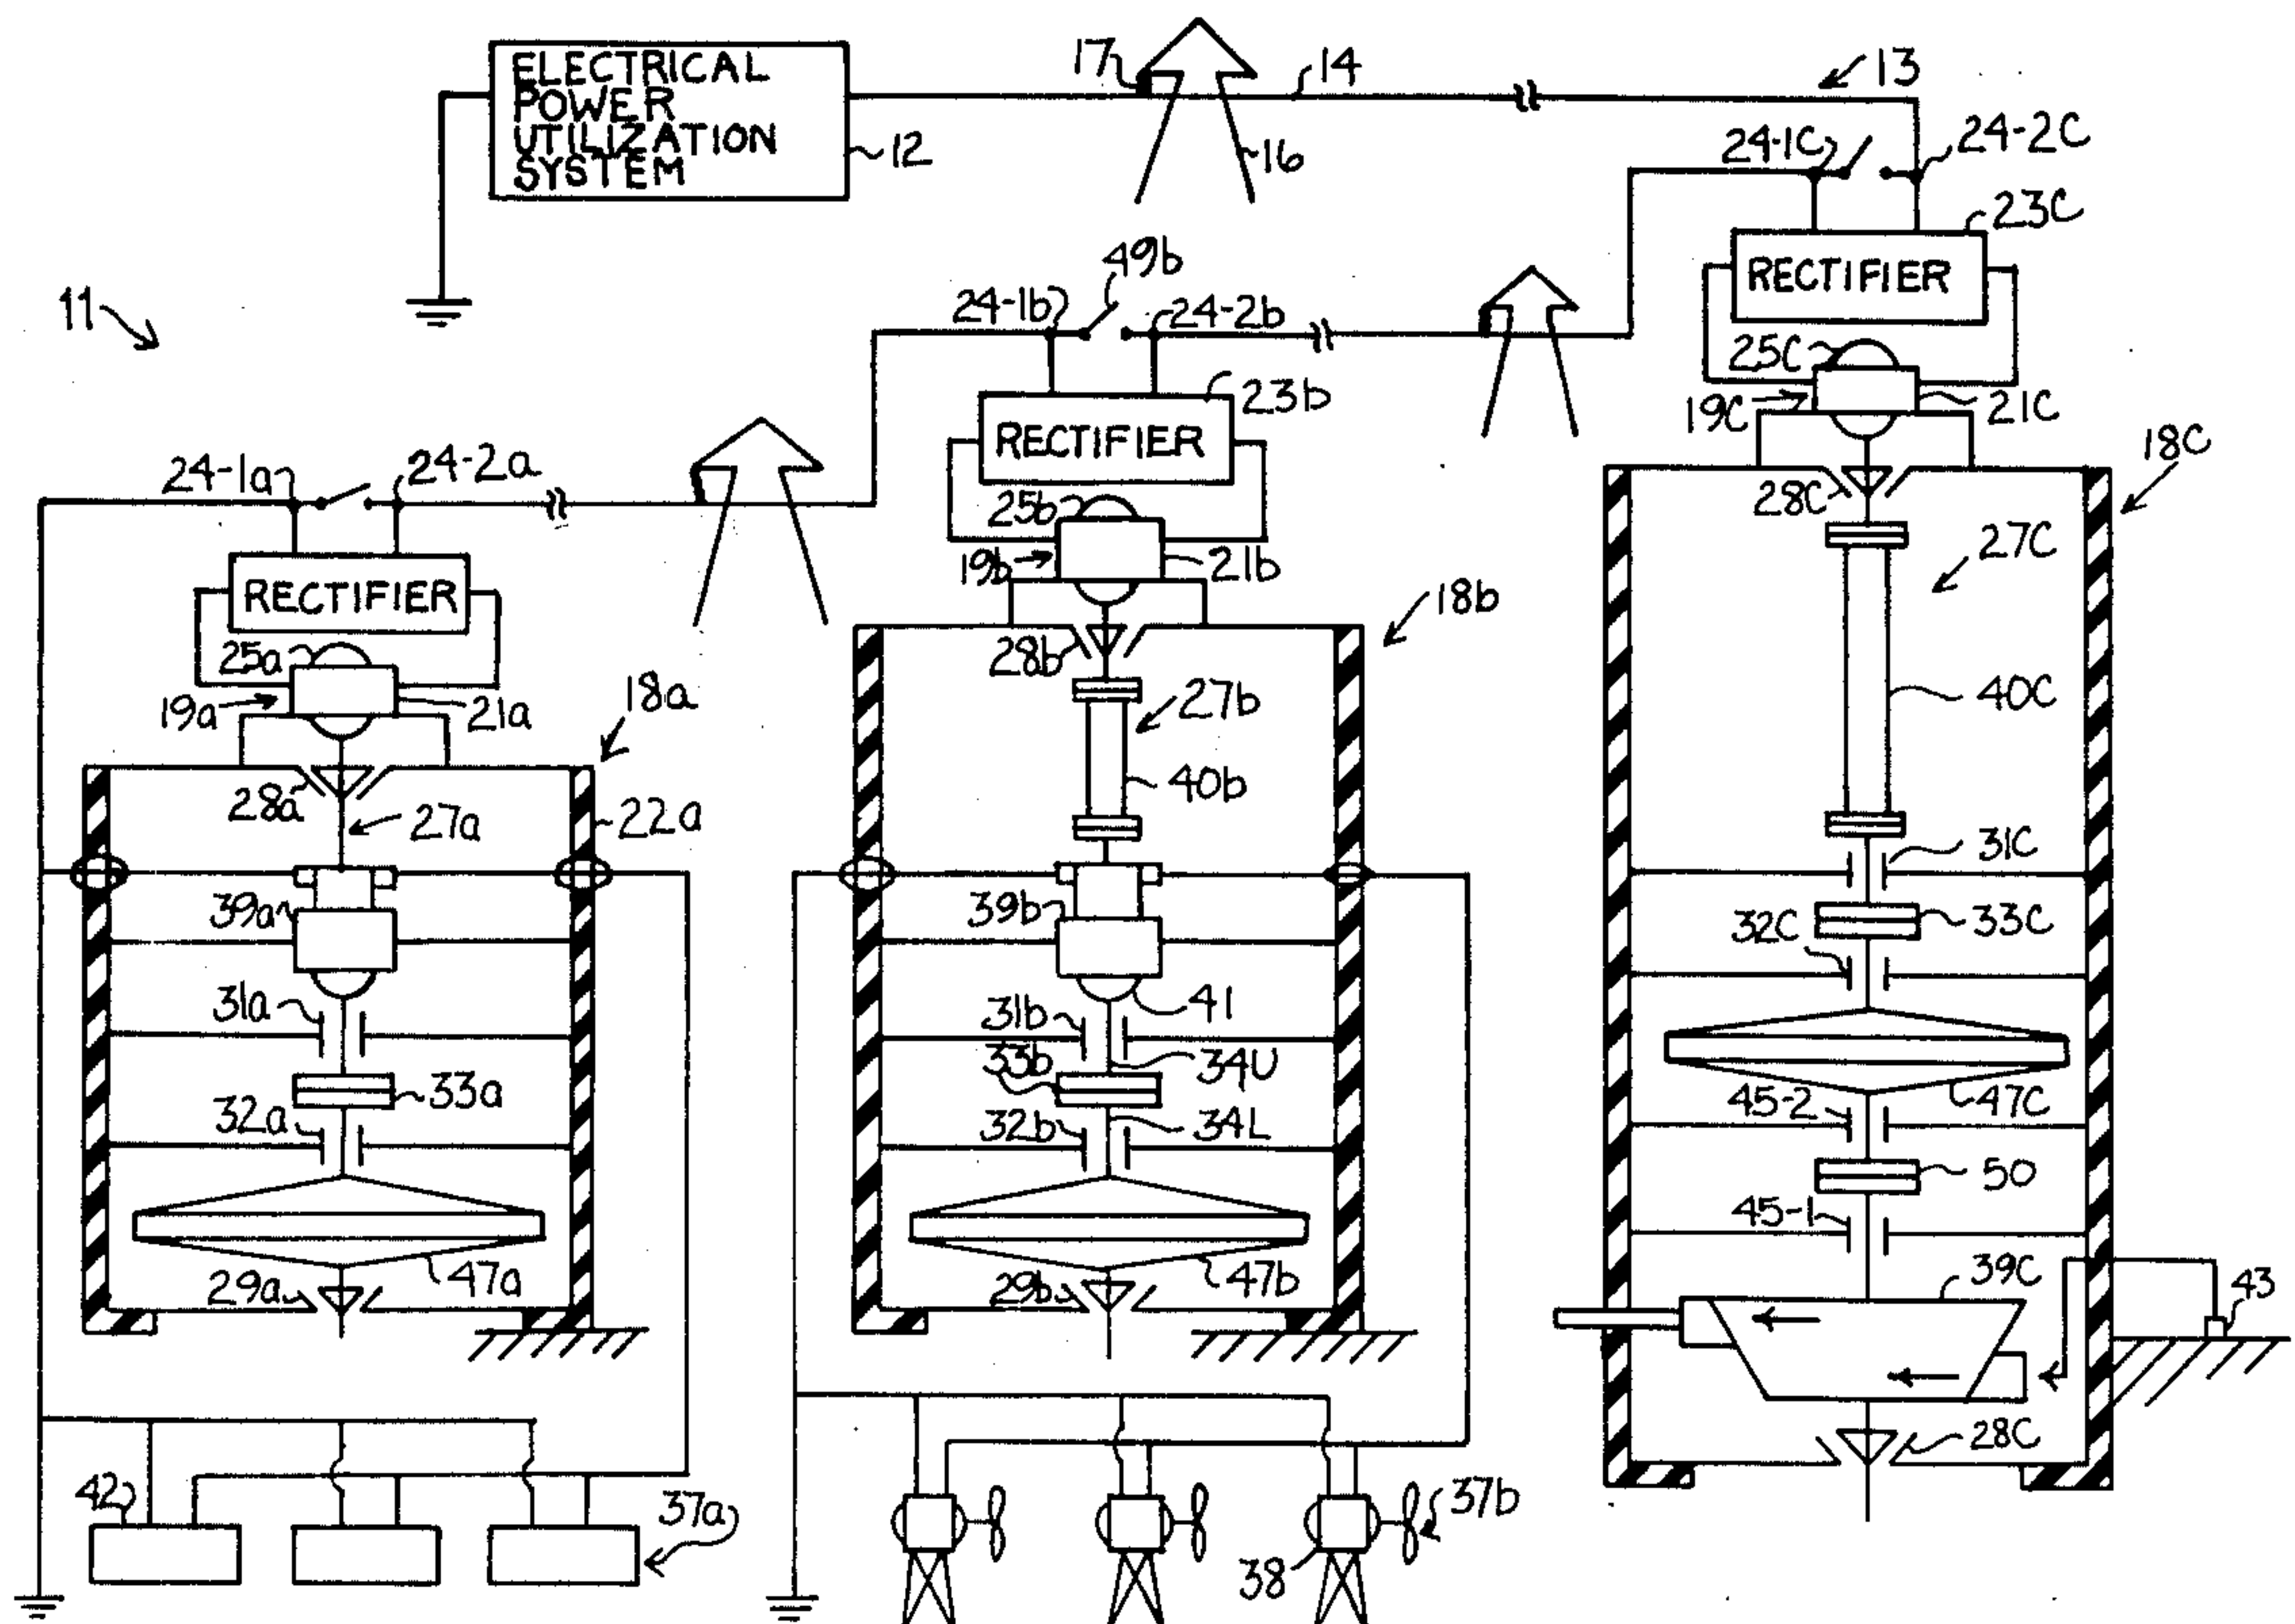 ELECTRICAL
POWER
UTILIZATION
SYSTEM
12
17
14
13
16
24-1C
24-2C
23C
RECTIFIER
11
49b
24-1b
24-2b
25C
23b
RECTIFIER
19C
21C
18C
24-1a
24-2a
28C
25b
27C
19b
21b
RECTIFIER
18b
25a
28b
40C
19a
21a
18a
27b
28a
27a
22a
40b
31C
39a
39b
32C
33C
31a
31b
41
33b
34U
33a
45-2
47C
32a
32b
34L
50
45-1
29a
47a
29b
47b
39C
43
28C
42
37a
37b
38